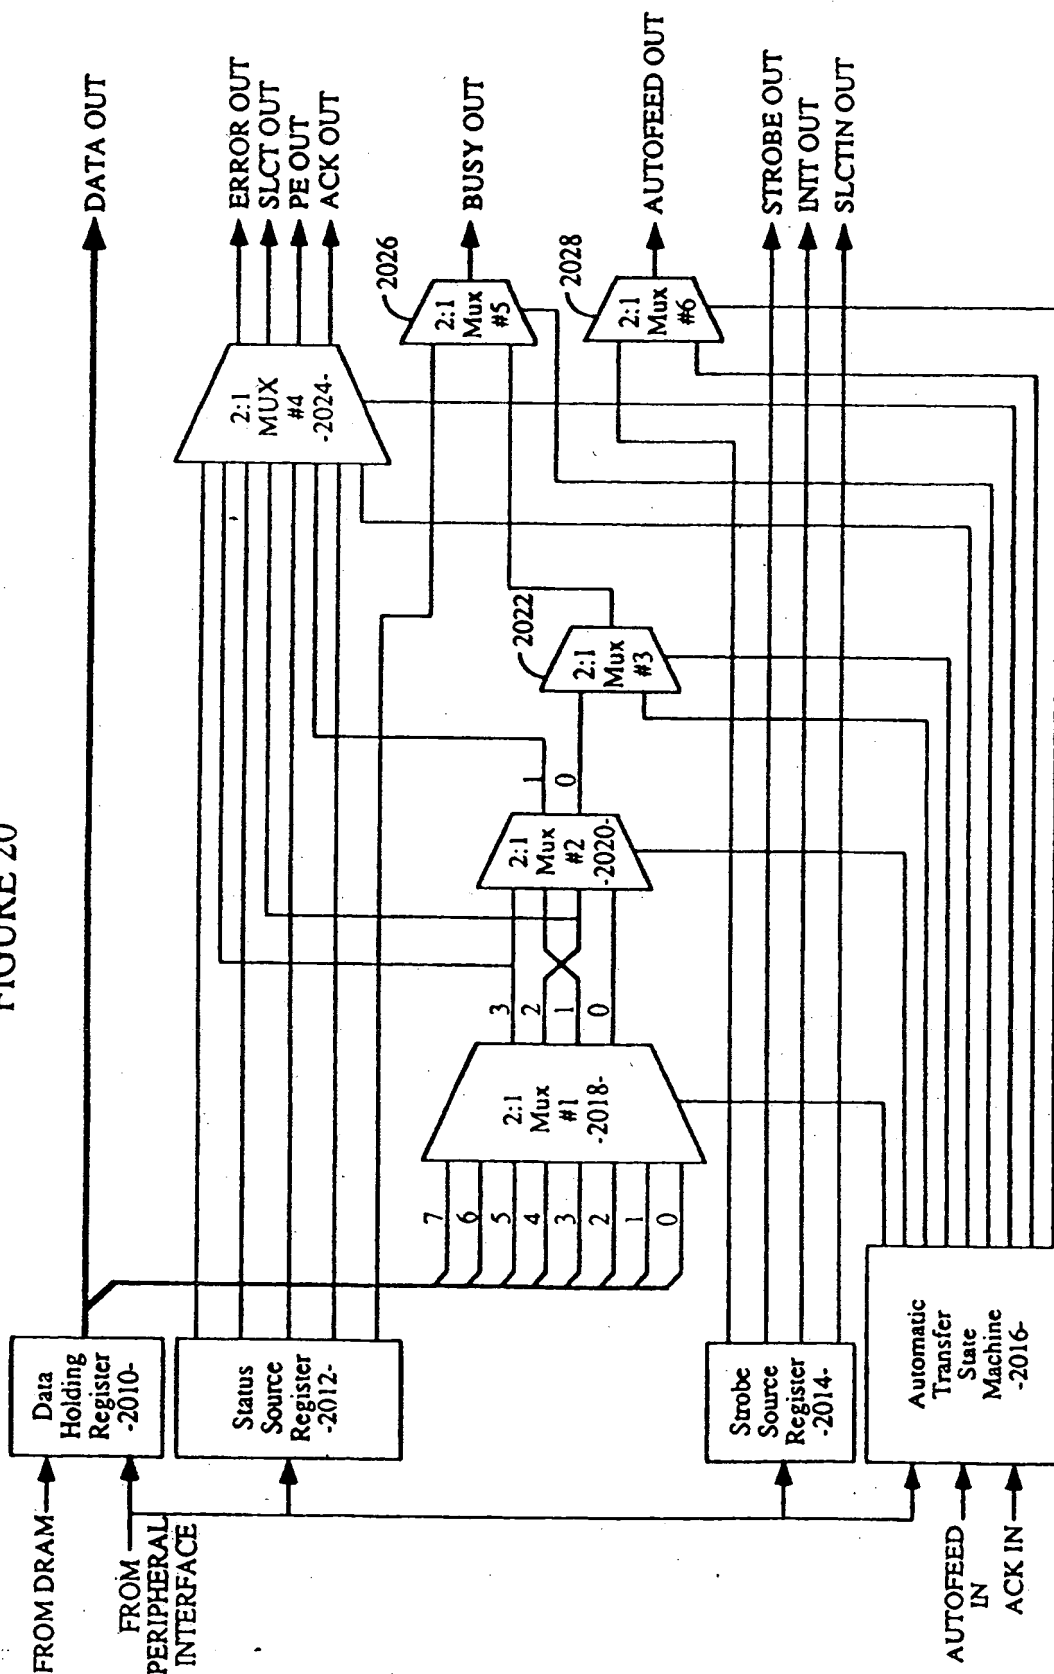 FIGURE 20
FROM DRAM
FROM
PERIPHERAL
INTERFACE
Data
Holding
Register
-2010-
DATA OUT
Status
Source
Register
-2012-
7
6
5
4
3
2
1
0
2:1
Mux
#1
-2018-
3
2
1
0
2:1
Mux
#2
-2020-
1
0
2:1
Mux
#3
2022
2:1
MUX
#4
-2024-
ERROR OUT
SLCT OUT
PE OUT
ACK OUT
2:1
Mux
#5
2026
BUSY OUT
2:1
Mux
#6
2028
AUTOFEED OUT
Strobe
Source
Register
-2014-
STROBE OUT
INIT OUT
SLCTIN OUT
Automatic
Transfer
State
Machine
-2016-
AUTOFEED
IN
ACK IN